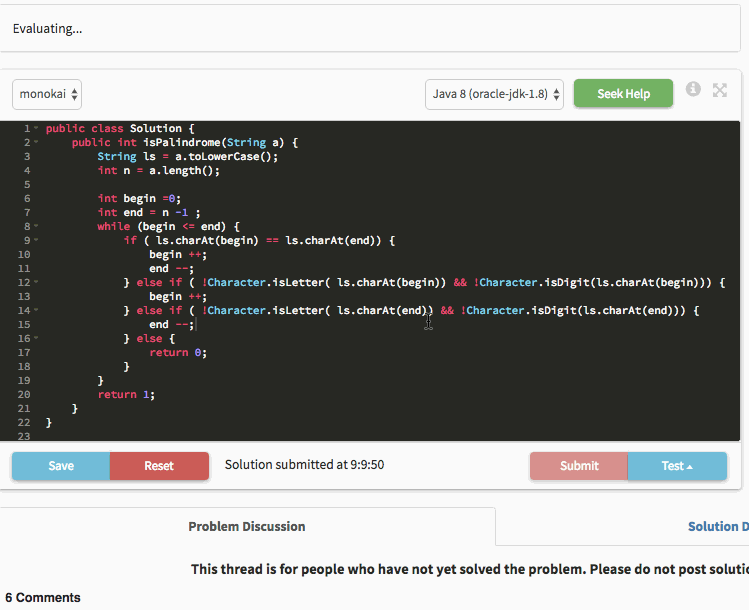 Evaluating...
monokai
Java 8 (oracle-jdk-1.8)
Seek Help
1 public class Solution {
2 public int isPalindrome(String a) {
3 String ls = a.toLowerCase();
4 int n = a.length();
5
6 int begin =0;
7 int end = n -1 ;
8 while (begin <= end) {
9 if ( ls.charAt(begin) == ls.charAt(end)) {
10 begin ++;
11 end --;
12 } else if ( !Character.isLetter( ls.charAt(begin)) && !Character.isDigit(ls.charAt(begin))) {
13 begin ++;
14 } else if ( !Character.isLetter( ls.charAt(end)) && !Character.isDigit(ls.charAt(end))) {
15 end --;
16 } else {
17 return 0;
18 }
19 }
20 return 1;
21 }
22 }
23
Save
Reset
Solution submitted at 9:9:50
Submit
Test
Problem Discussion
Solution D
This thread is for people who have not yet solved the problem. Please do not post solutio
6 Comments